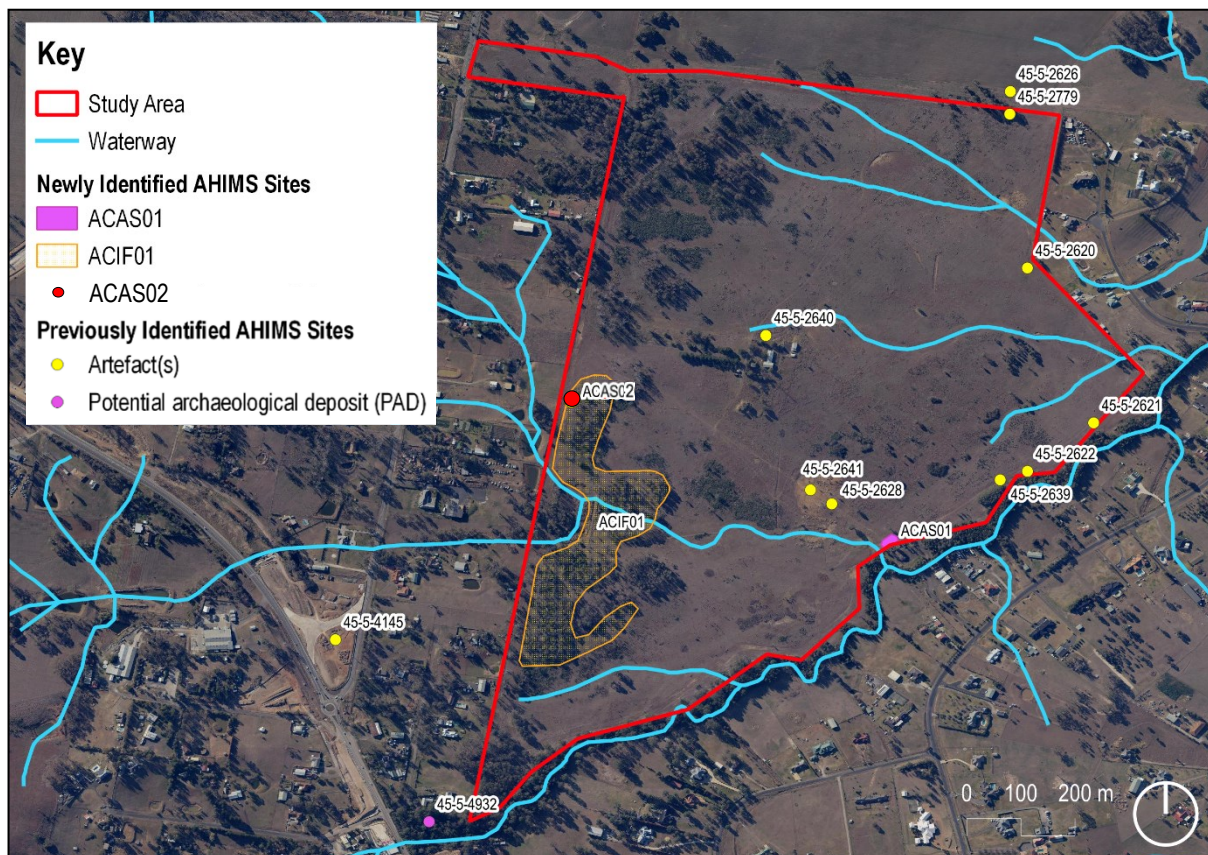 Key
Study Area
Waterway
Newly Identified AHIMS Sites
ACAS01
ACIF01
ACAS02
Previously Identified AHIMS Sites
Artefact(s)
Potential archaeological deposit (PAD)
45-5-2626
45-5-2779
45-5-2620
45-5-2640
ACAS02
45-5-2621
45-5-2622
45-5-2641
45-5-2628
45-5-2639
ACIF01
ACAS01
45-5-4145
45-5-4932
0 100 200 m